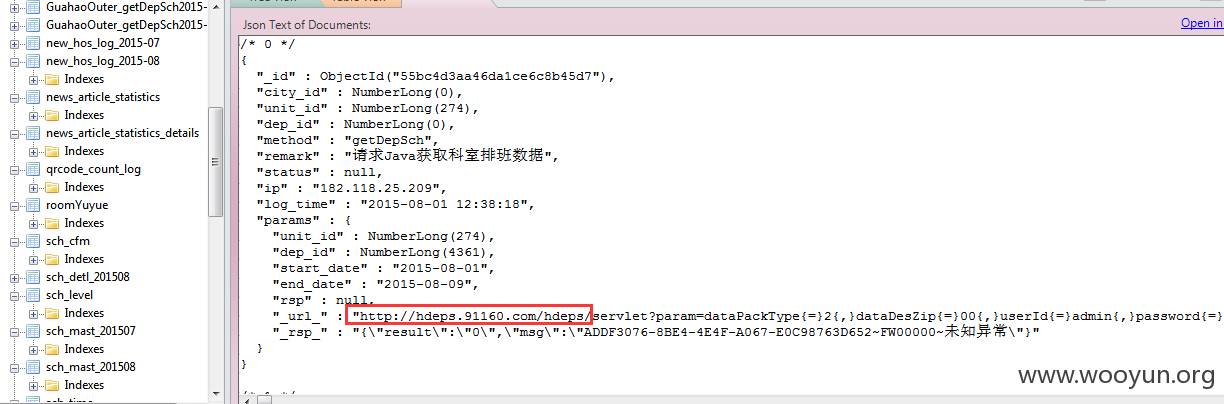 GuahaoOuter_getDepSch2015-
GuahaoOuter_getDepSch2015-
new_hos_log_2015-07
new_hos_log_2015-08
Indexes
news_article_statistics
Indexes
news_article_statistics_details
Indexes
qrcode_count_log
Indexes
roomYuyue
Indexes
sch_cfm
Indexes
sch_detl_201508
sch_level
Indexes
sch_mast_201507
Indexes
sch_mast_201508
Indexes
Json Text of Documents:
Open in
/* 0 */
{
"_id" : ObjectId("55bc4d3aa46da1ce6c8b45d7"),
"city_id" : NumberLong(0),
"unit_id" : NumberLong(274),
"dep_id" : NumberLong(0),
"method" : "getDepSch",
"remark" : "请求Java获取科室排班数据",
"status" : null,
"ip" : "182.118.25.209",
"log_time" : "2015-08-01 12:38:18",
"params" : {
"unit_id" : NumberLong(274),
"dep_id" : NumberLong(4361),
"start_date" : "2015-08-01",
"end_date" : "2015-08-09",
"rsp" : null,
"_url_" : "http://hdeps.91160.com/hdeps/servlet?param=dataPackType{=}2{,}dataDesZip{=}00{,}userId{=}admin{,}password{=}
"_rsp_" : "{\"result\":\"0\",\"msg\":\"ADDF3076-8BE4-4E4F-A067-E0C98763D652~FW00000~未知异常\"}"
}
}
www.wooyun.org